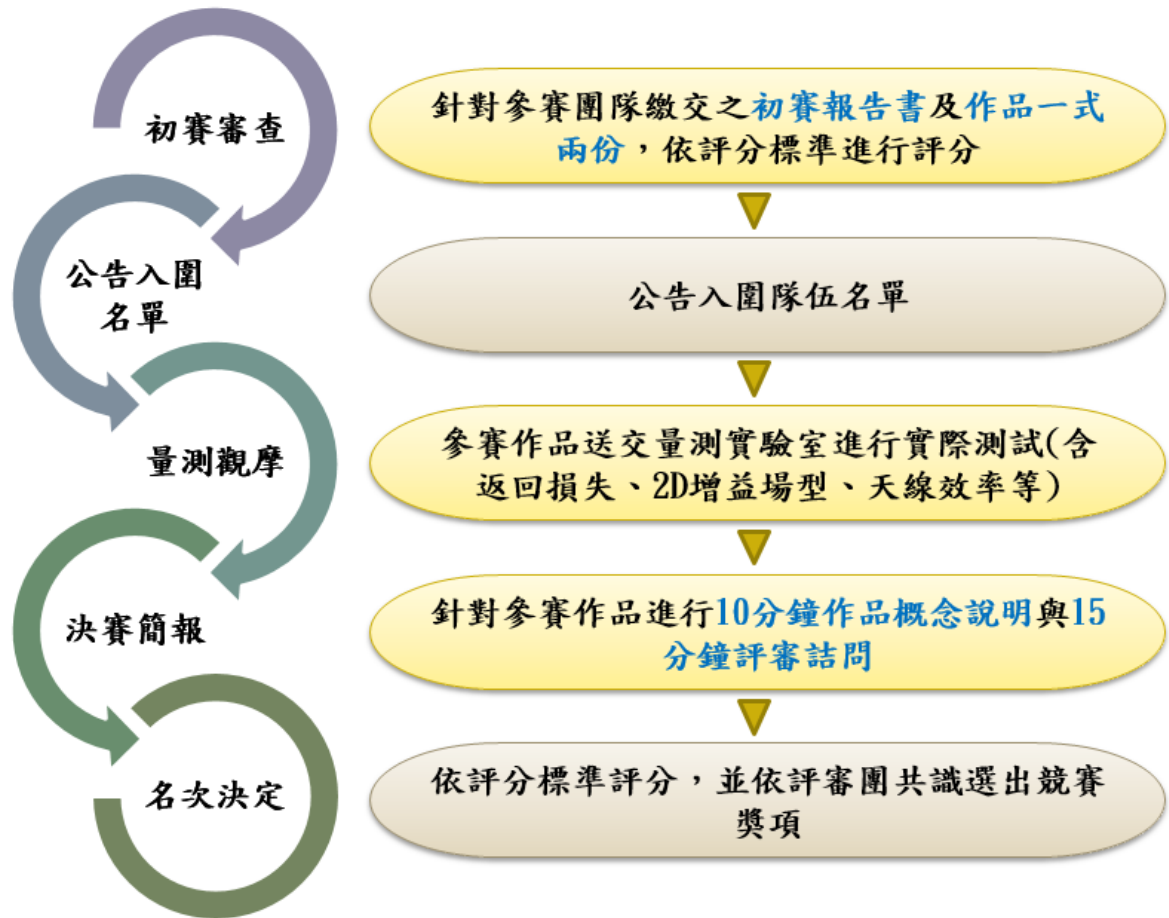 初賽審查
針對參賽團隊繳交之初賽報告書及作品一式
兩份，依評分標準進行評分
公告入圍
名單
公告入圍隊伍名單
量測觀摩
參賽作品送交量測實驗室進行實際測試(含
返回損失、2D增益場型、天線效率等)
決賽簡報
針對參賽作品進行10分鐘作品概念說明與15
分鐘評審詰問
名次決定
依評分標準評分，並依評審團共識選出競賽
獎項